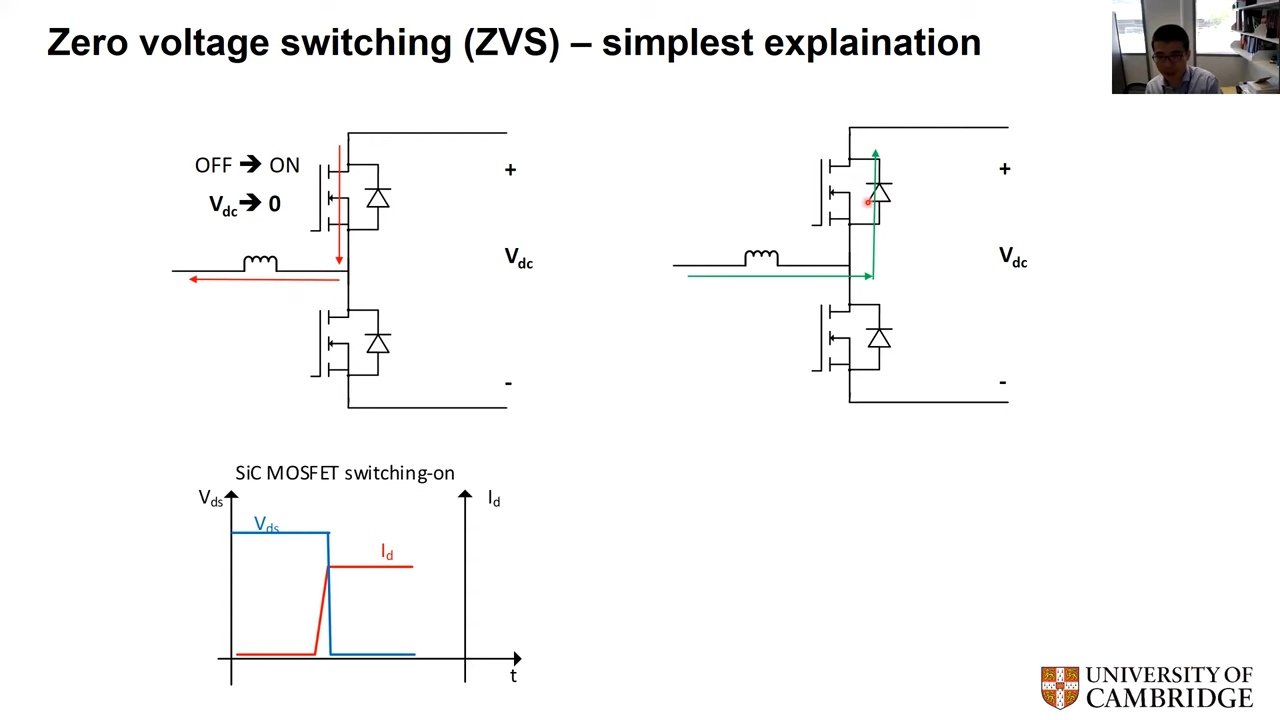 Zero voltage switching (ZVS) – simplest explaination
OFF ➔ ON
Vdc ➔ 0
+
Vdc
-
+
Vdc
-
SiC MOSFET switching-on
Vds
Id
Vds
Id
t
UNIVERSITY OF
CAMBRIDGE